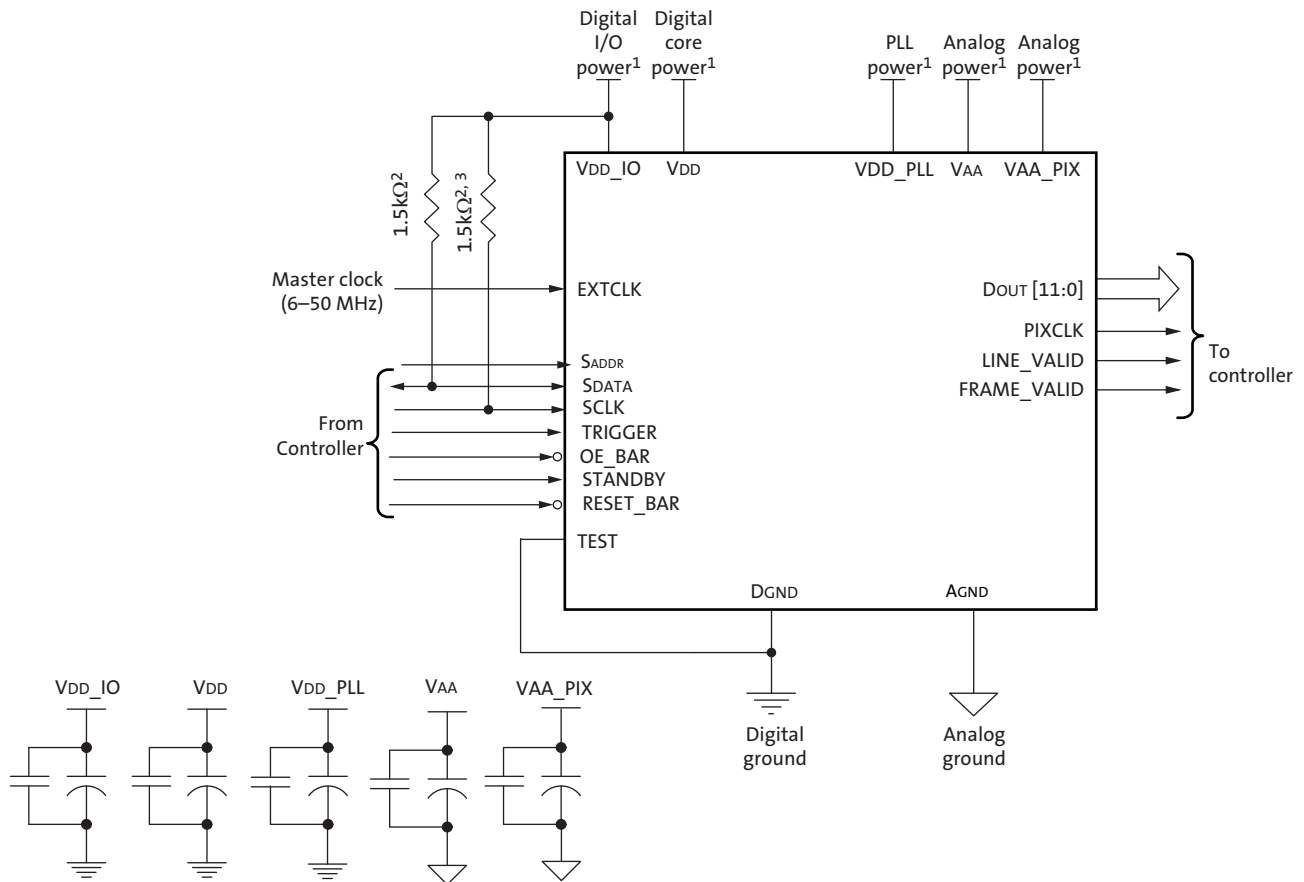 Digital
I/O
power¹
Digital
core
power¹
PLL
power¹
Analog
power¹
Analog
power¹
VDD_IO
VDD
VDD_PLL
VAA
VAA_PIX
1.5kΩ²
1.5kΩ²,³
Master clock
(6–50 MHz)
EXTCLK
SADDR
SDATA
SCLK
TRIGGER
OE_BAR
STANDBY
RESET_BAR
TEST
From
Controller
DOUT [11:0]
PIXCLK
LINE_VALID
FRAME_VALID
To
controller
DGND
AGND
Digital
ground
Analog
ground
VDD_IO
VDD
VDD_PLL
VAA
VAA_PIX